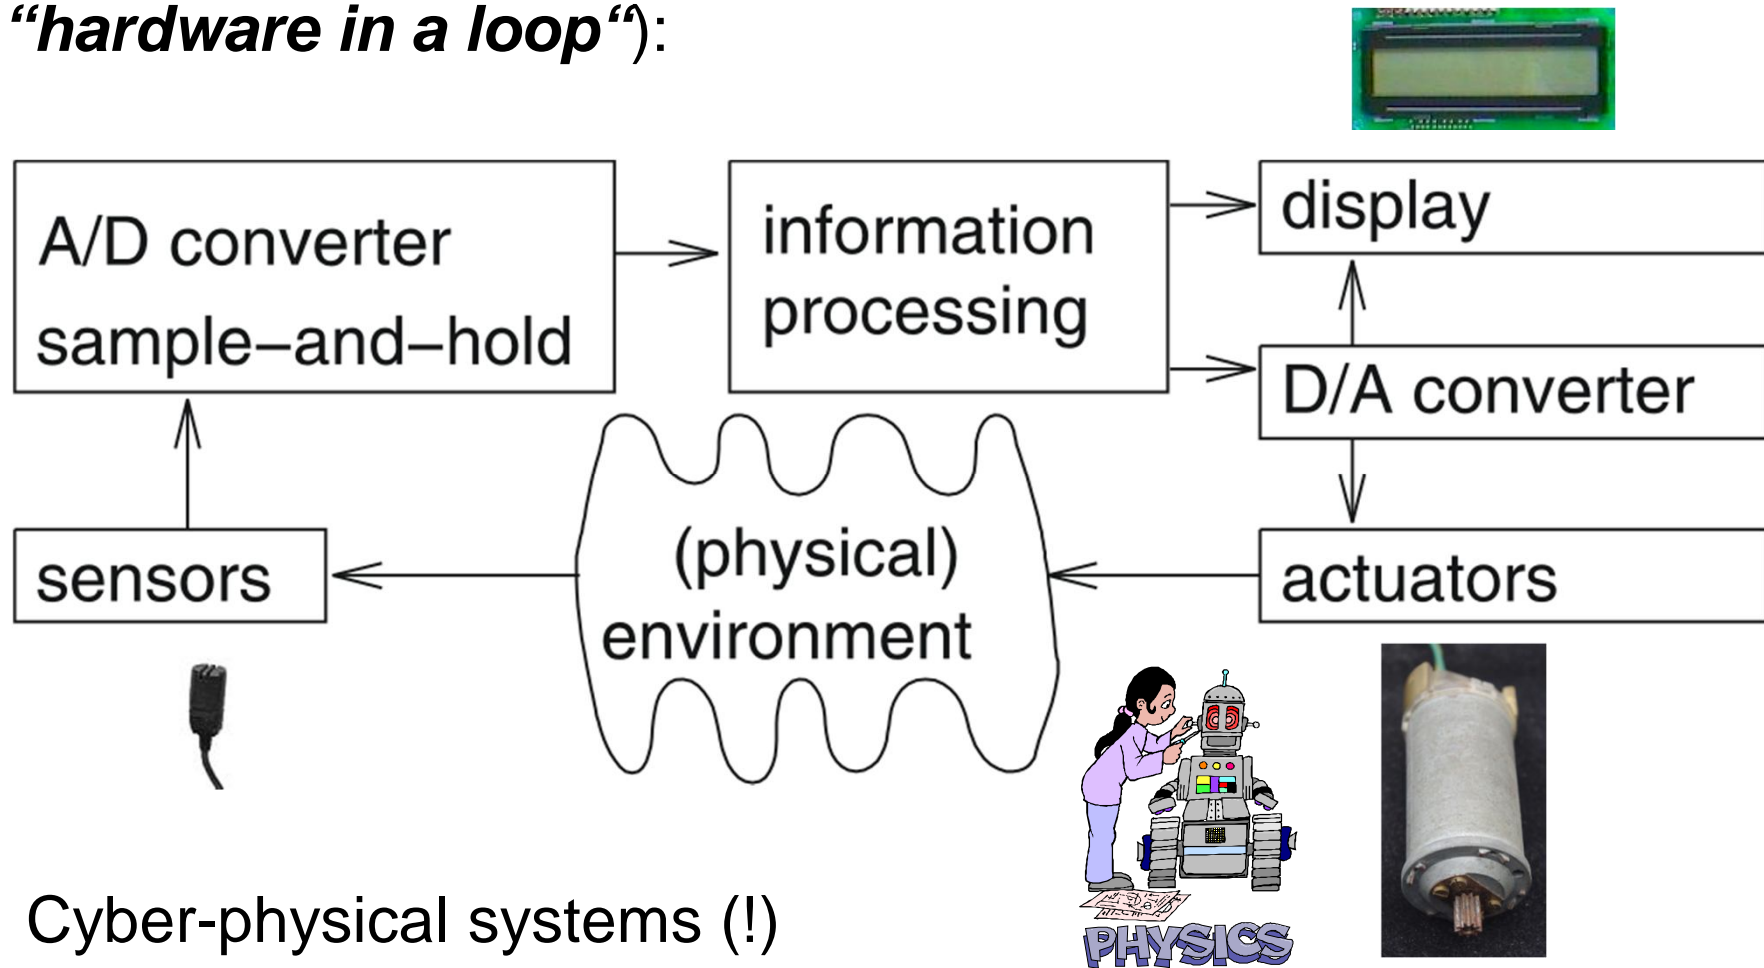 “hardware in a loop“):
A/D converter
sample–and–hold
information
processing
display
D/A converter
sensors
(physical)
environment
actuators
PHYSICS
Cyber-physical systems (!)